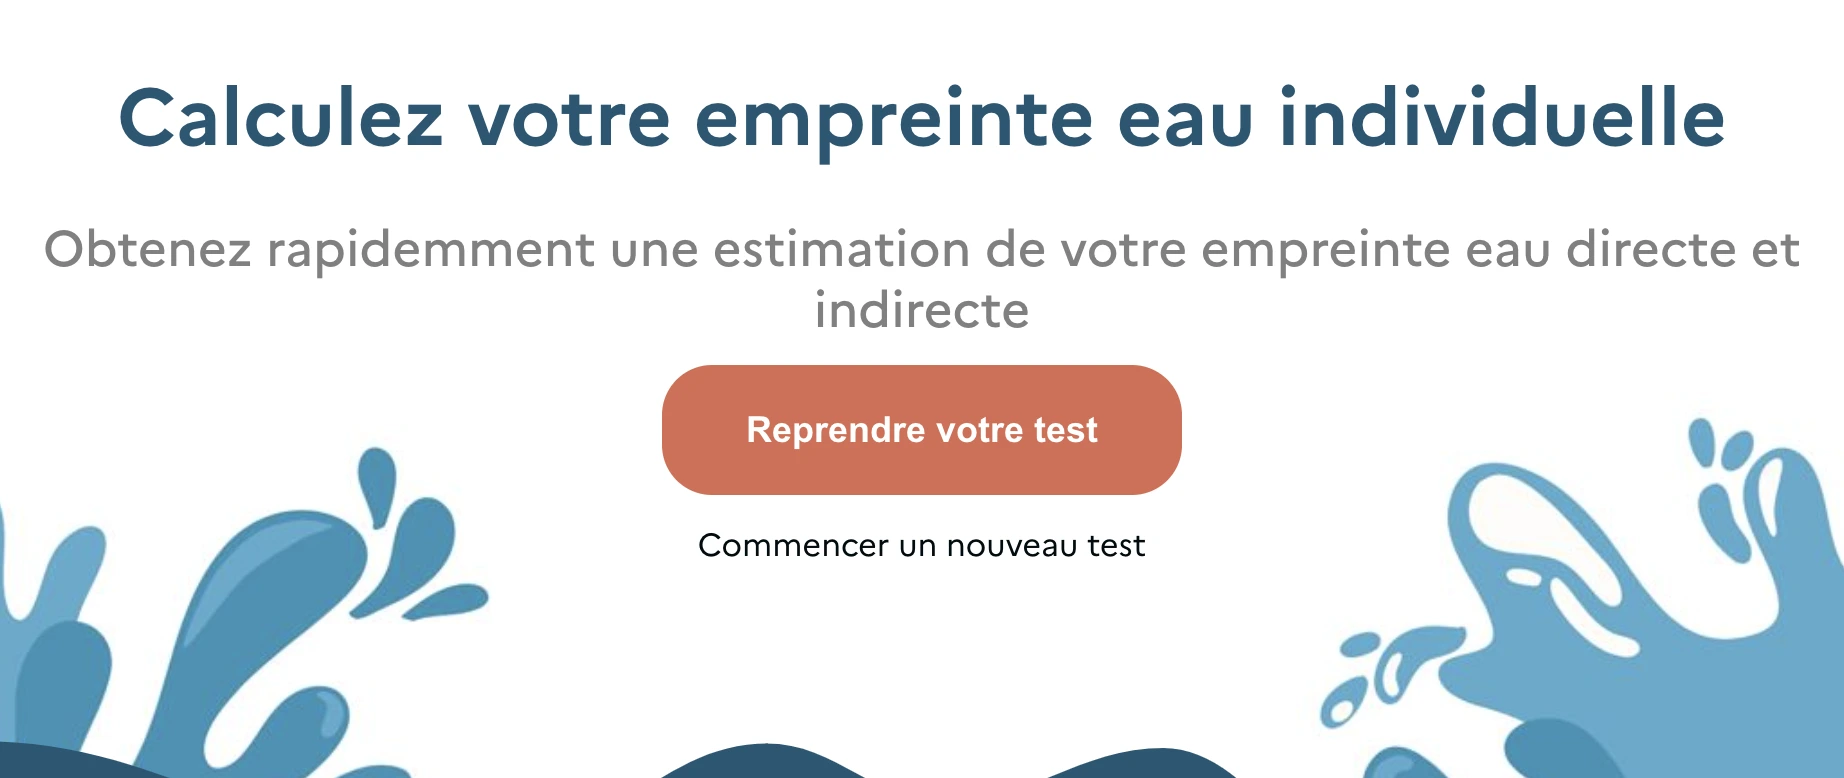 Calculez votre empreinte eau individuelle
Obtenez rapidemment une estimation de votre empreinte eau directe et
indirecte
Reprendre votre test
Commencer un nouveau test